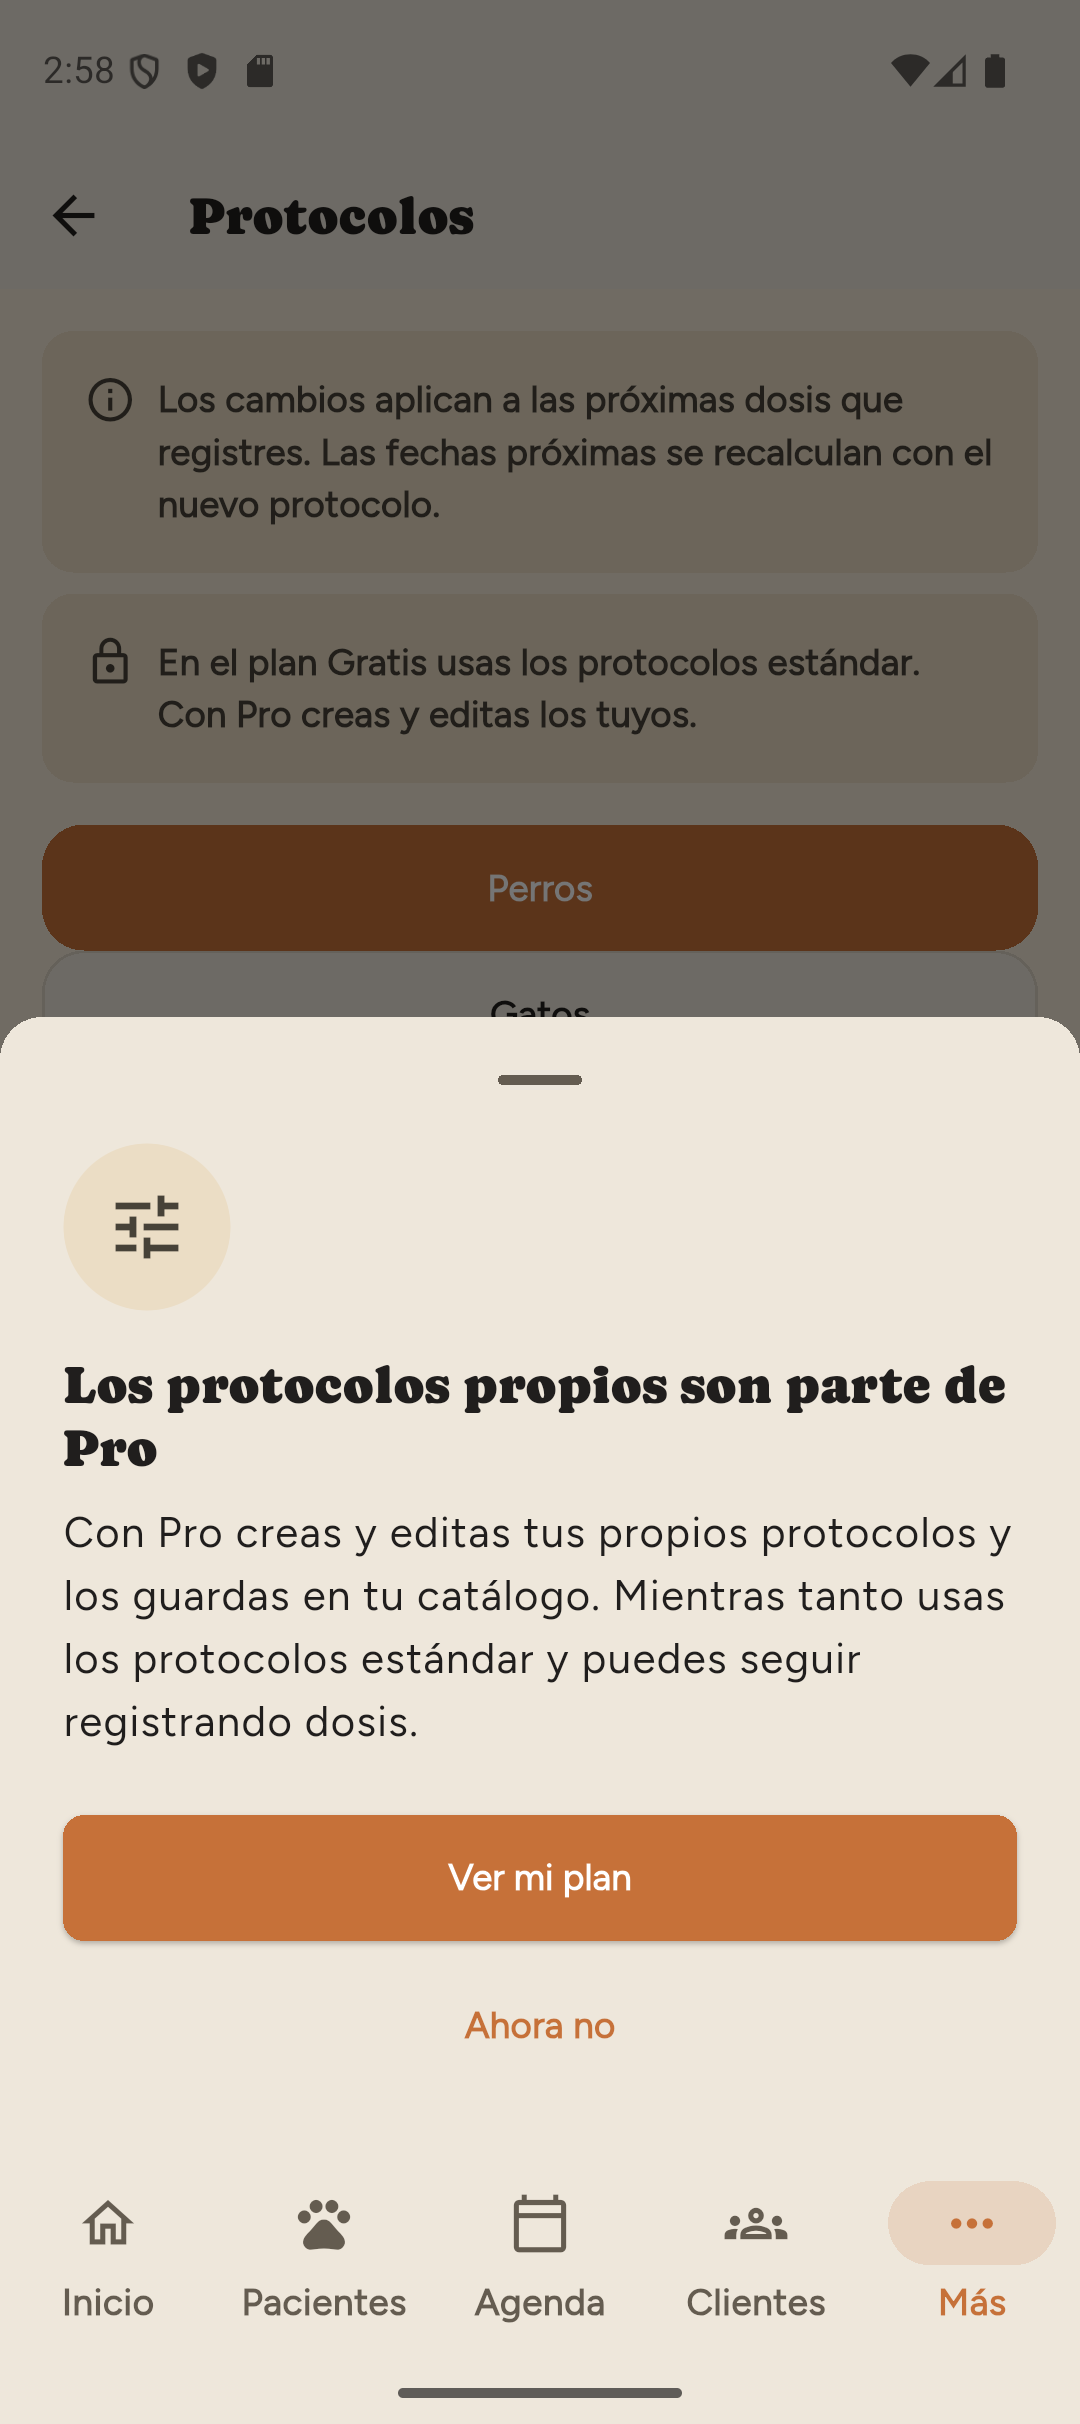 2:58
Protocolos
Los cambios aplican a las próximas dosis que
registres. Las fechas próximas se recalculan con el
nuevo protocolo.
En el plan Gratis usas los protocolos estándar.
Con Pro creas y editas los tuyos.
Perros
Gatos
Los protocolos propios son parte de
Pro
Con Pro creas y editas tus propios protocolos y
los guardas en tu catálogo. Mientras tanto usas
los protocolos estándar y puedes seguir
registrando dosis.
Ver mi plan
Ahora no
Inicio
Pacientes
Agenda
Clientes
Más